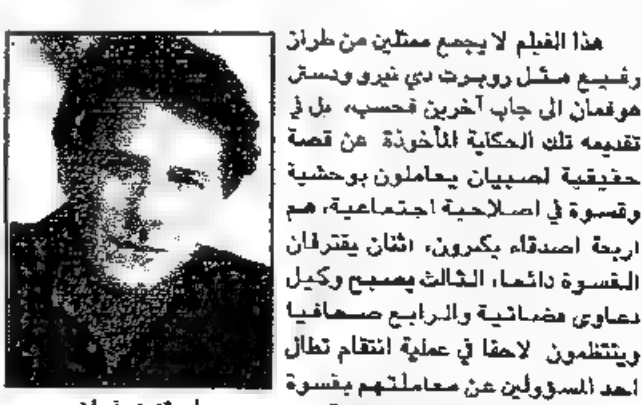 هذا الفيلم لا يجمع ممثلين من طراز
رفيع مثل روبرت دي نيرو ودستن
هوفمان الى جاب آخرين فحسب، بل في
تقديمه تلك الحكاية المأخوذة عن قصة
حقيقية لصبيان يعاملون بوحشية
وقسوة في اصلاحية اجتماعية، هم
اربعة اصدقاء يكبرون، اثنان يقترفان
القسوة دائما، الثالث يصبح وكيل
دعاوى قضائية والرابع صحافيا
وينتظمون لاحقا في عملية انتقام تطال
احد المسؤولين عن معاملتهم بقسوة